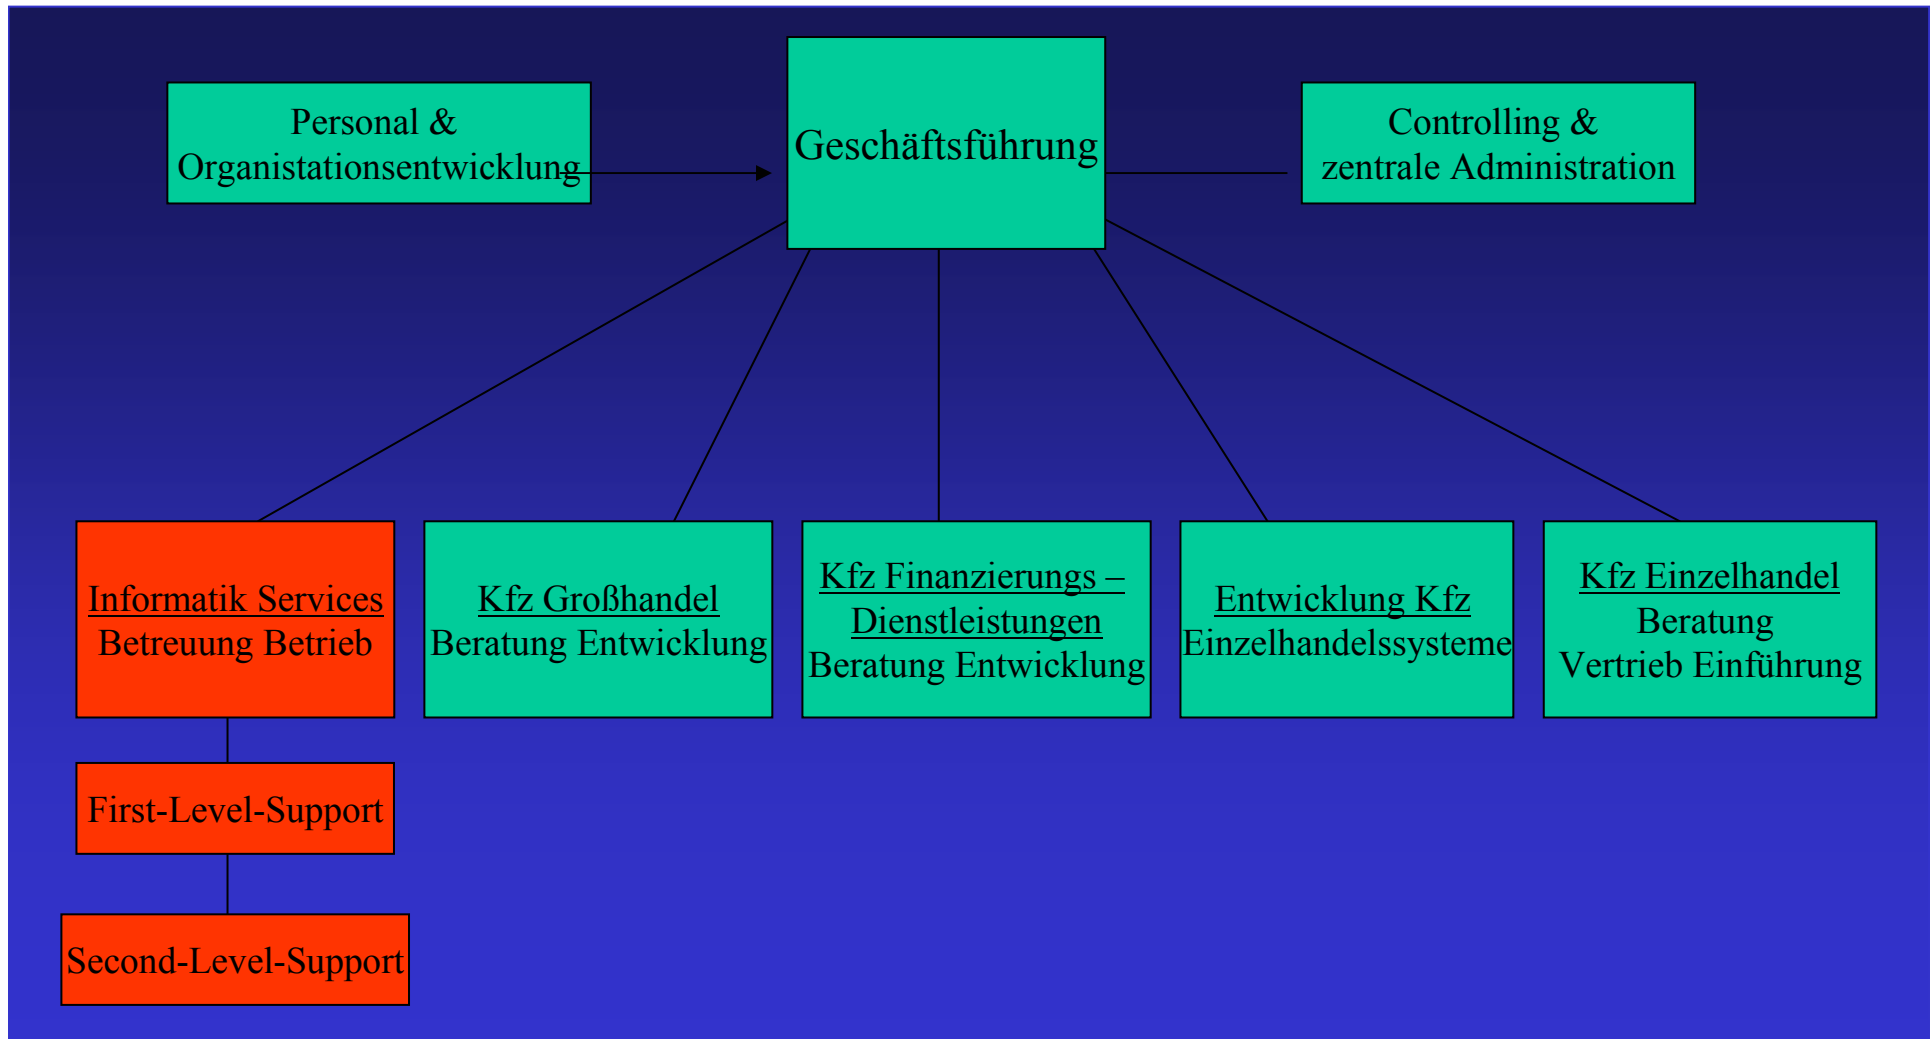 Personal &
Organistationsentwicklung
Geschäftsführung
Controlling &
zentrale Administration
Informatik Services
Betreuung Betrieb
Kfz Großhandel
Beratung Entwicklung
Kfz Finanzierungs –
Dienstleistungen
Beratung Entwicklung
Entwicklung Kfz
Einzelhandelssysteme
Kfz Einzelhandel
Beratung
Vertrieb Einführung
First-Level-Support
Second-Level-Support